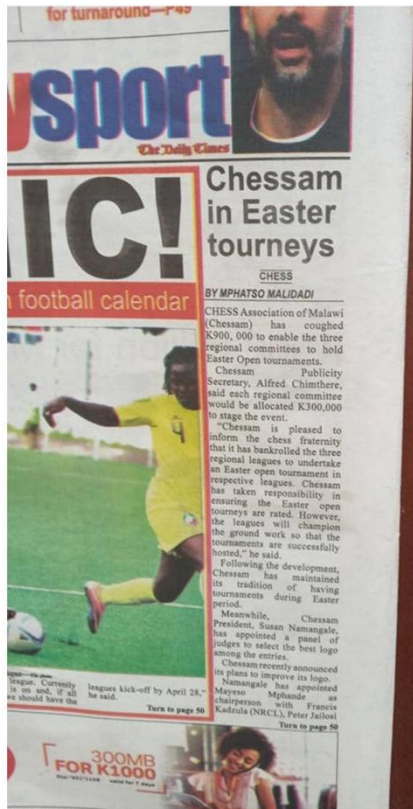 for turnaround—P49
sport
The Daily Times
IC!
football calendar
Chessam
in Easter
tourneys
CHESS
BY MPHATSO MALIDADI
CHESS Association of Malawi
(Chessam) has coughed
K900, 000 to enable the three
regional committees to hold
Easter Open tournaments.
Chessam Publicity
Secretary, Alfred Chimthere,
said each regional committee
would be allocated K300,000
to stage the event.
"Chessam is pleased to
inform the chess fraternity
that it has bankrolled the three
regional leagues to undertake
an Easter open tournament in
respective leagues. Chessam
has taken responsibility in
ensuring the Easter open
tourneys are rated. However,
the leagues will champion
the ground work so that the
tournaments are successfully
hosted," he said.
Following the development,
Chessam has maintained
its tradition of having
tournaments during Easter
period.
Meanwhile, Chessam
President, Susan Namangale,
has appointed a panel of
judges to select the best logo
among the entries.
Chessam recently announced
its plans to improve its logo.
Namangale has appointed
Mayeso Mphande as
chairperson with Francis
Kadzula (NRCL), Peter Jailosi
Turn to page 50
4
league. Currently
is on and, if all
we should have the
leagues kick-off by April 28,"
he said.
Turn to page 50
300MB
FOR K1000
valid for 7 days